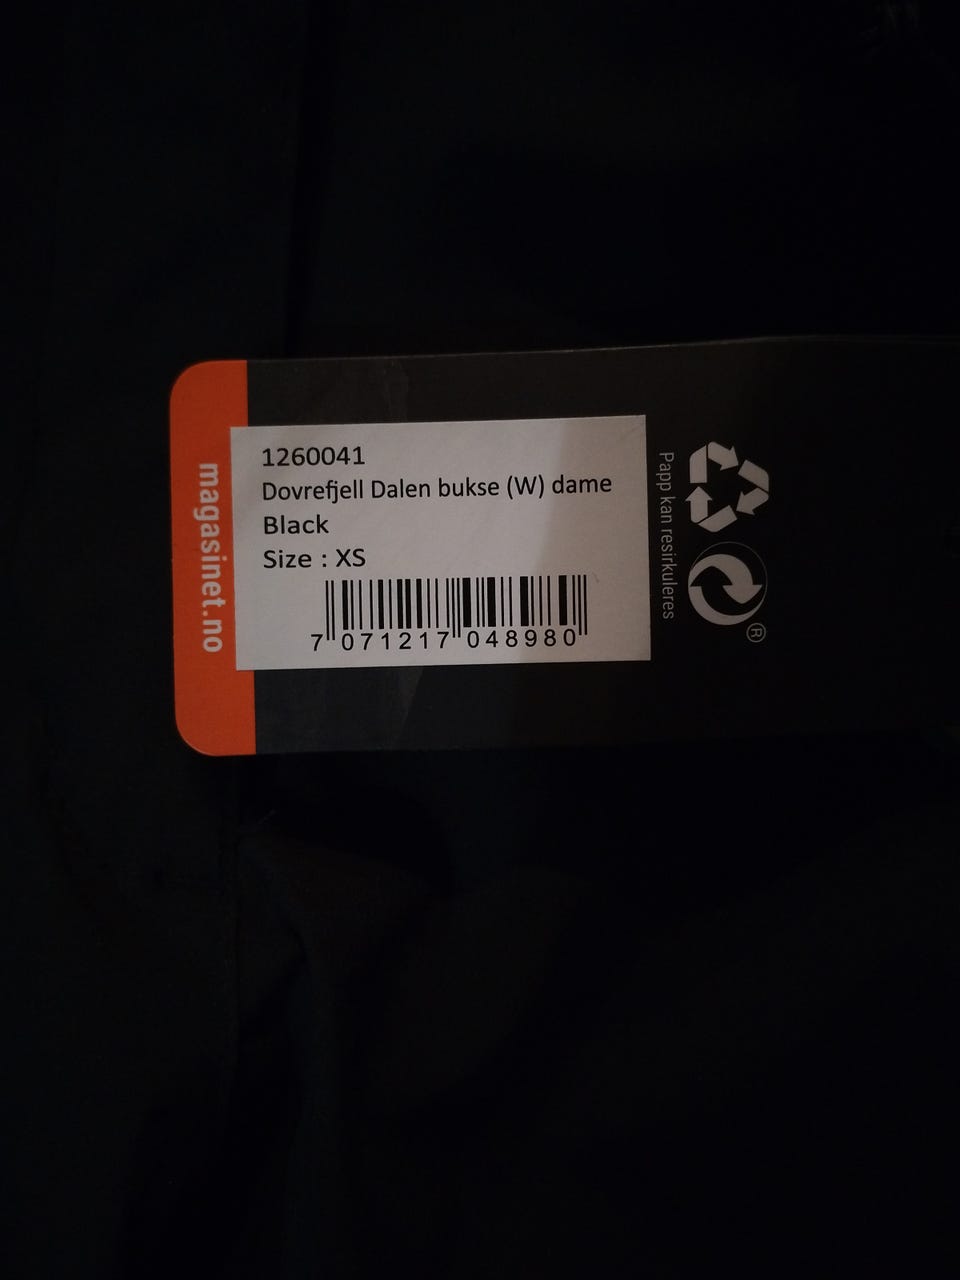 1260041
Dovrefjell Dalen bukse (W) dame
Black
Size : XS
7 071217 048980
magasinet.no
Papp kan resirkuleres
®